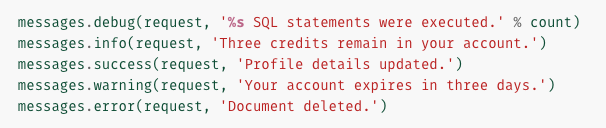 messages.debug(request, '%s SQL statements were executed.' % count)
messages.info(request, 'Three credits remain in your account.')
messages.success(request, 'Profile details updated.')
messages.warning(request, 'Your account expires in three days.')
messages.error(request, 'Document deleted.')